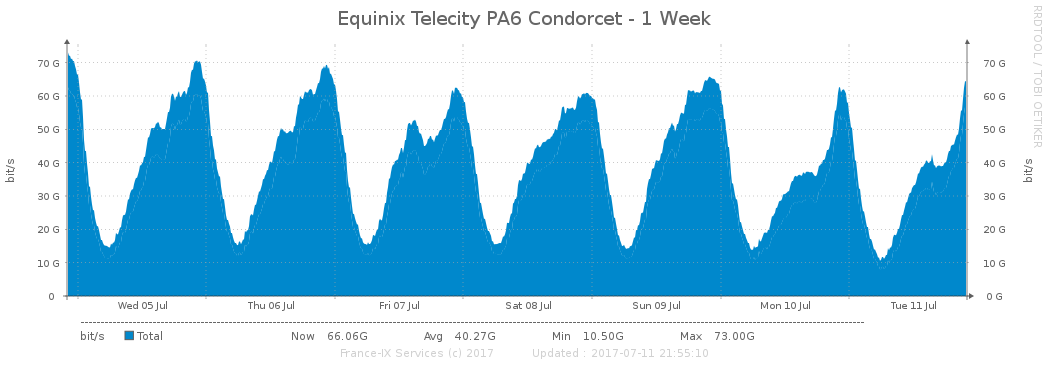 Equinix Telecity PA6 Condorcet - 1 Week
RRDTOOL / TOBI OETIKER
bit/s
70 G 70 G
60 G 60 G
50 G 50 G
40 G 40 G
30 G 30 G
20 G 20 G
10 G 10 G
0 0 G
bit/s
Wed 05 Jul Thu 06 Jul Fri 07 Jul Sat 08 Jul Sun 09 Jul Mon 10 Jul Tue 11 Jul
bit/s Total Now 66.06G Avg 40.27G Min 10.50G Max 73.00G
France-IX Services (c) 2017 Updated : 2017-07-11 21:55:10